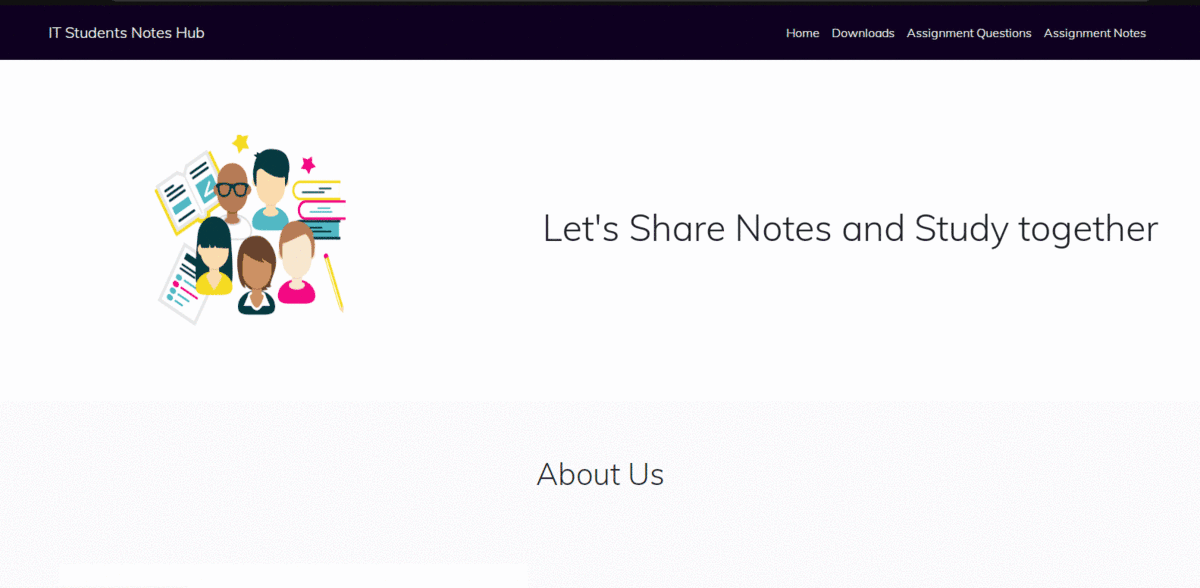 IT Students Notes Hub
Home Downloads Assignment Questions Assignment Notes
Let's Share Notes and Study together
About Us